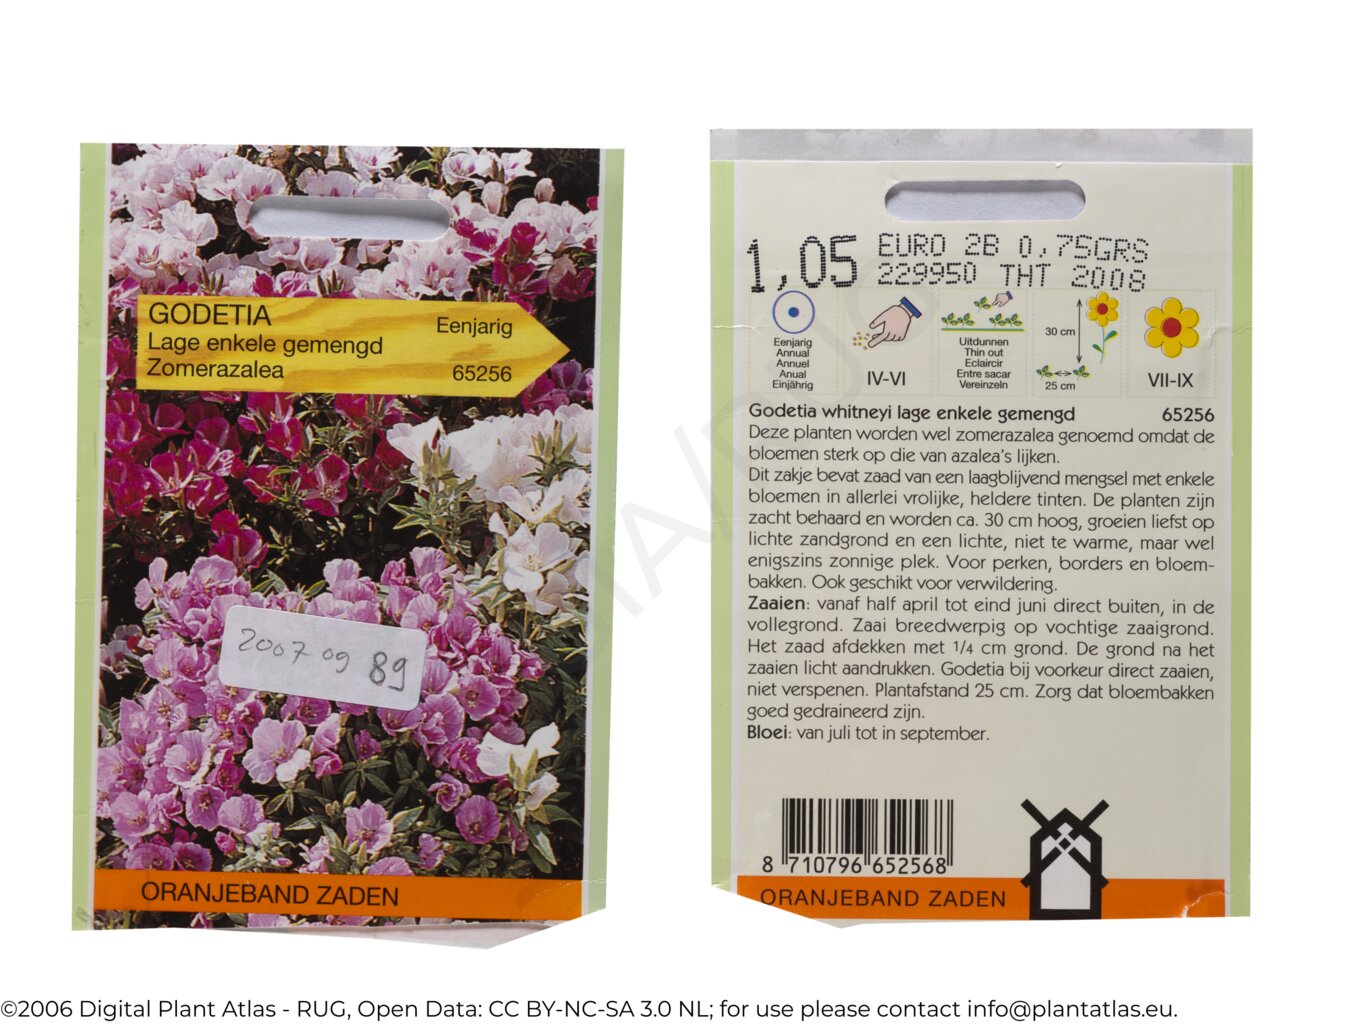 GODETIA
Eenjarig
Lage enkele gemengd
Zomerazalea
65256
2007 09 89
ORANJEBAND ZADEN
1,05 EURO 2B 0,75GRS
229950 THT 2008
Eenjarig
Annual
Annuel
Anual
Einjährig
IV-VI
Uitdunnen
Thin out
Eclaircir
Entre sacar
Vereinzeln
30 cm
25 cm
VII-IX
Godetia whitneyi lage enkele gemengd 65256
Deze planten worden wel zomerazalea genoemd omdat de
bloemen sterk op die van azalea's lijken.
Dit zakje bevat zaad van een laagblijvend mengsel met enkele
bloemen in allerlei vrolijke, heldere tinten. De planten zijn
zacht behaard en worden ca. 30 cm hoog, groeien liefst op
lichte zandgrond en een lichte, niet te warme, maar wel
enigszins zonnige plek. Voor perken, borders en bloem-
bakken. Ook geschikt voor verwildering.
Zaaien: vanaf half april tot eind juni direct buiten, in de
vollegrond. Zaai breedwerpig op vochtige zaaigrond.
Het zaad afdekken met 1/4 cm grond. De grond na het
zaaien licht aandrukken. Godetia bij voorkeur direct zaaien,
niet verspenen. Plantafstand 25 cm. Zorg dat bloembakken
goed gedraineerd zijn.
Bloei: van juli tot in september.
8 710796 652568
ORANJEBAND ZADEN
©2006 Digital Plant Atlas - RUG, Open Data: CC BY-NC-SA 3.0 NL; for use please contact info@plantatlas.eu.